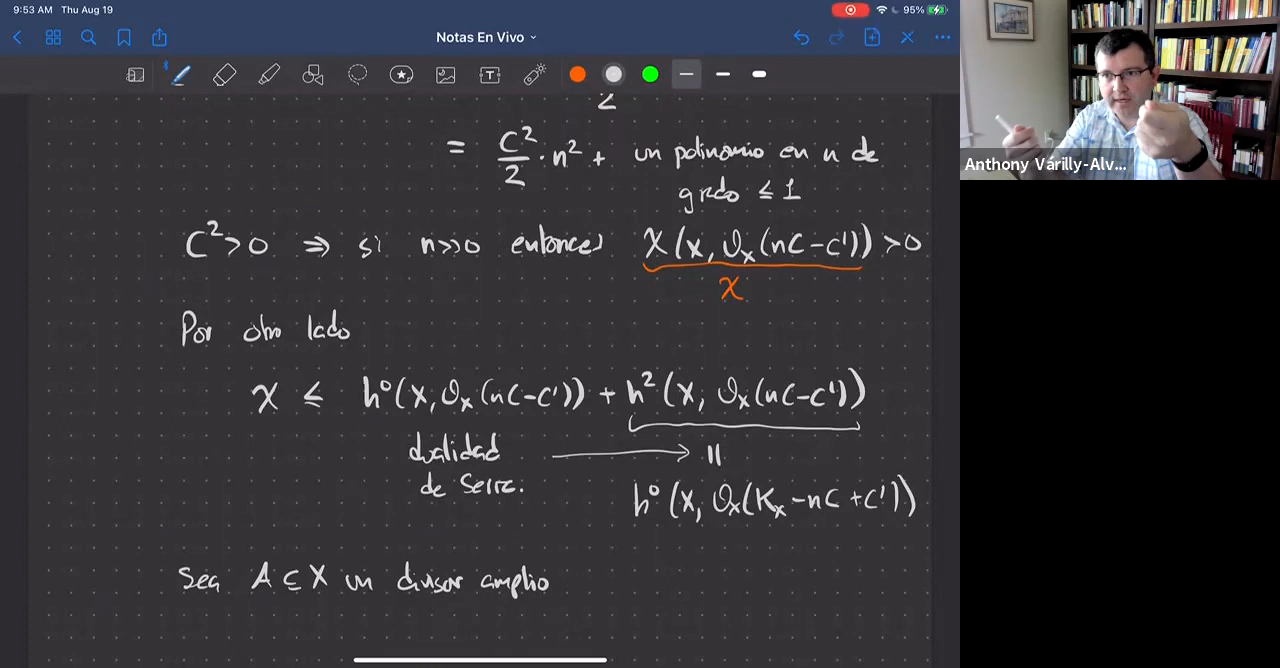 9:53 AM Thu Aug 19
95%
Notas En Vivo
Anthony Várilly-Alv...
2
= C²/2 · n² + un polinomio en n de
grado ≤ 1
C² > 0 ⇒ si n>>0 entonces χ(X, O_X(nC-C')) > 0
χ
Por otro lado
χ ≤ h⁰(X, O_X(nC-C')) + h²(X, O_X(nC-C'))
dualidad
de Serre. → ||
h⁰(X, O_X(K_X - nC + C'))
Sea A ⊆ X un divisor amplio